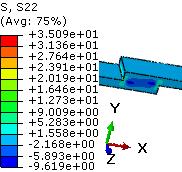 S, S22
(Avg: 75%)
+3.509e+01
+3.136e+01
+2.764e+01
+2.391e+01
+2.019e+01
+1.646e+01
+1.273e+01
+9.009e+00
+5.283e+00
+1.558e+00
-2.168e+00
-5.893e+00
-9.619e+00
Y
X
Z